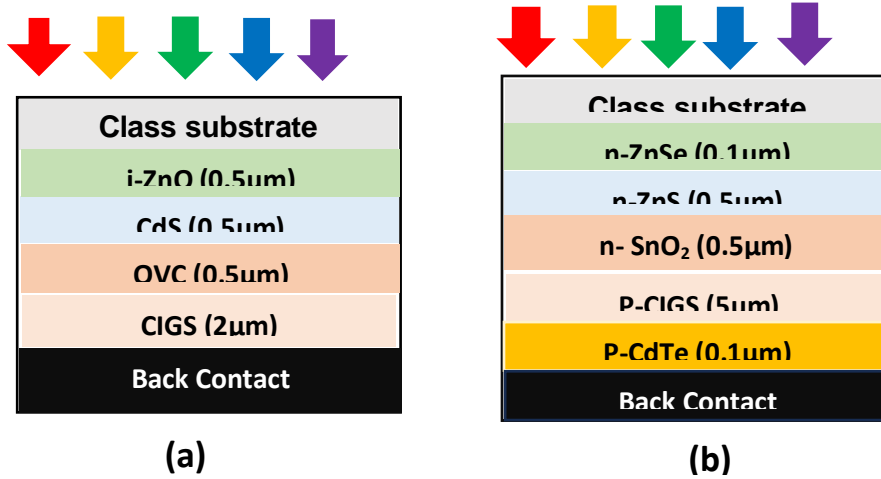 Class substrate
i-ZnO (0.5µm)
CdS (0.5µm)
OVC (0.5µm)
CIGS (2µm)
Back Contact
(a)
Class substrate
n-ZnSe (0.1µm)
n-ZnS (0.5µm)
n- SnO₂ (0.5µm)
P-CIGS (5µm)
P-CdTe (0.1µm)
Back Contact
(b)